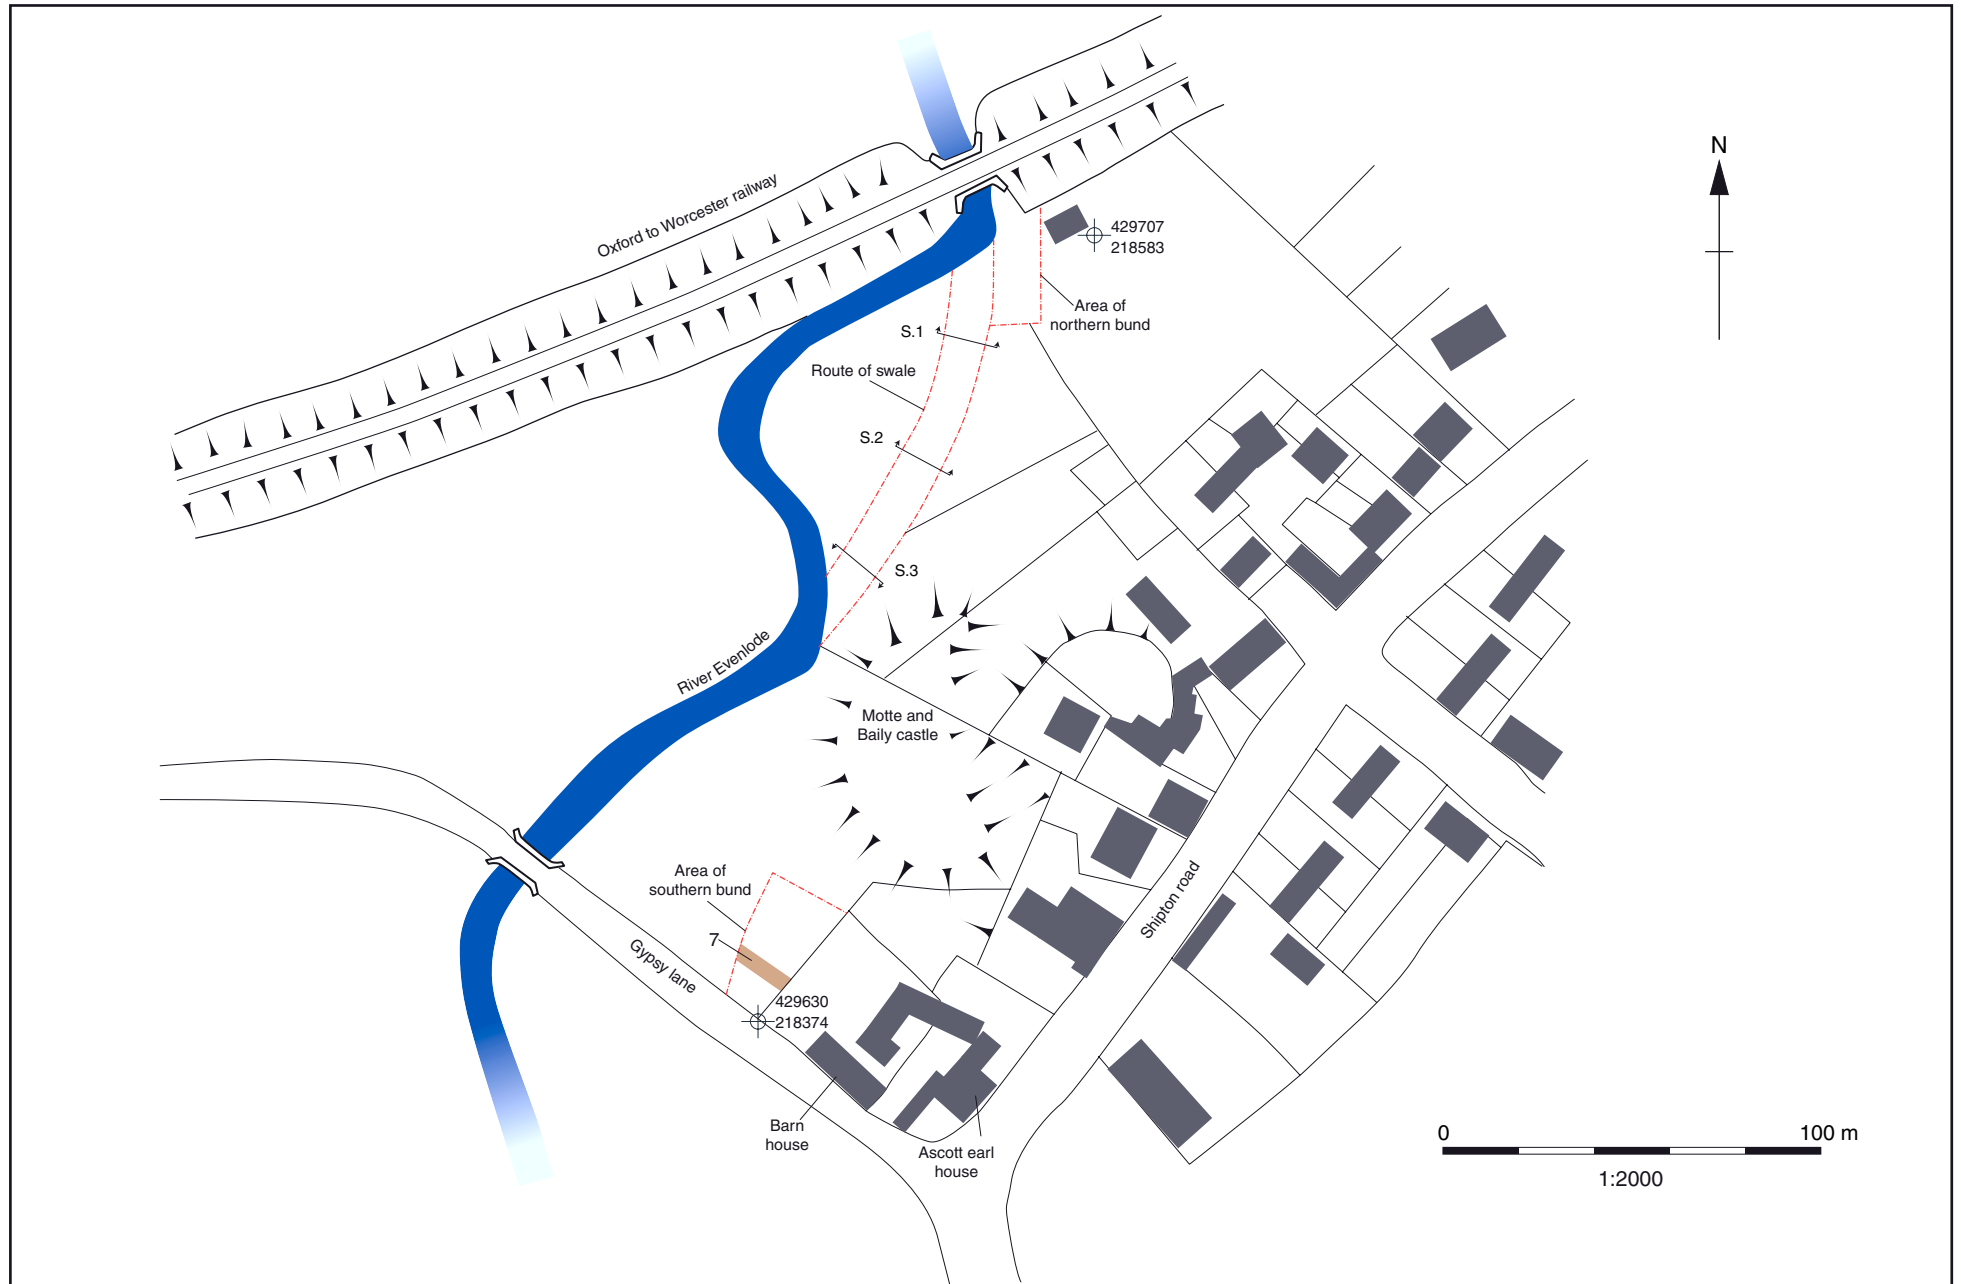 N
Oxford to Worcester railway
429707
218583
Area of
northern bund
S.1
Route of swale
S.2
S.3
River Evenlode
Motte and
Baily castle
Area of
southern bund
7
Gypsy lane
Shipton road
429630
218374
Barn
house
Ascott earl
house
0 100 m
1:2000